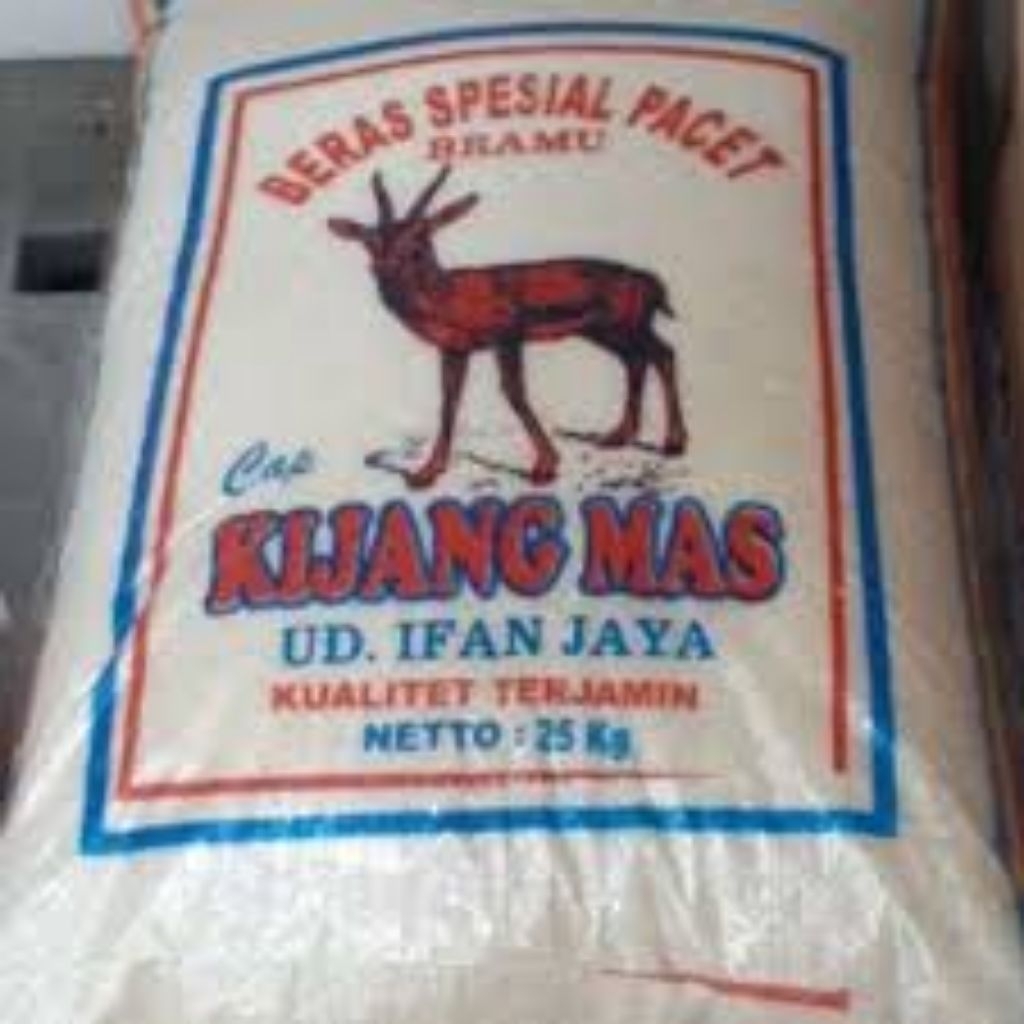 BERAS SPESIAL PACET
BRAMU
Cap
KIJANG MAS
UD. IFAN JAYA
KUALITET TERJAMIN
NETTO : 25 Kg